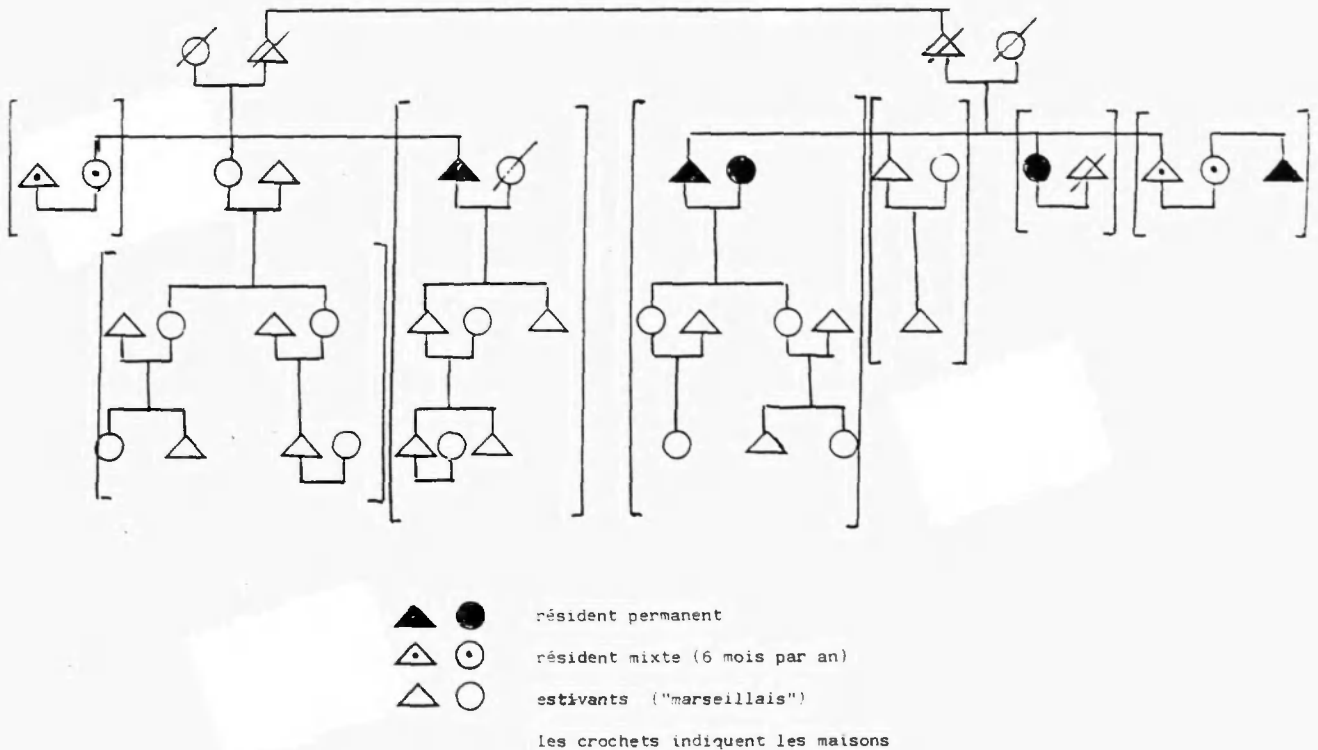 résident permanent
résident mixte (6 mois par an)
estivants ("marseillais")
les crochets indiquent les maisons